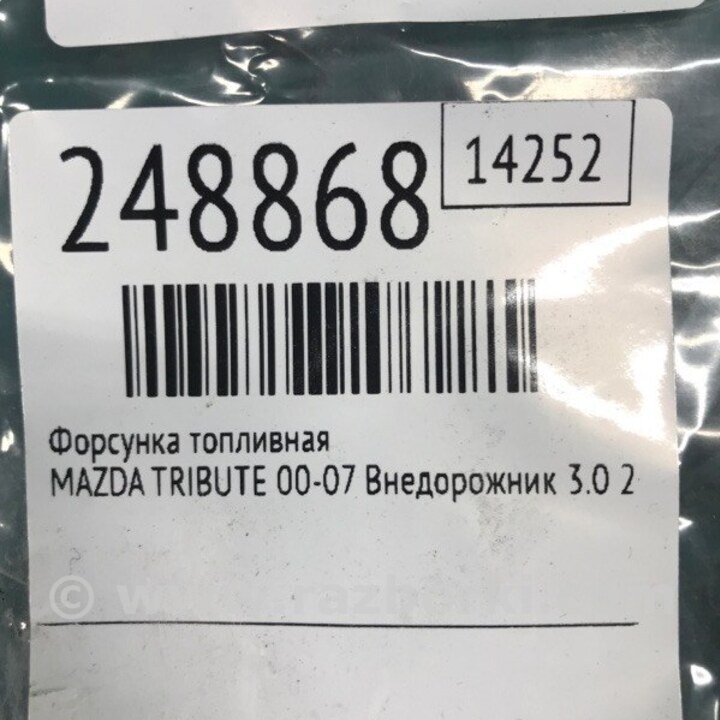 248868
14252
Форсунка топливная
MAZDA TRIBUTE 00-07 Внедорожник 3.0 2